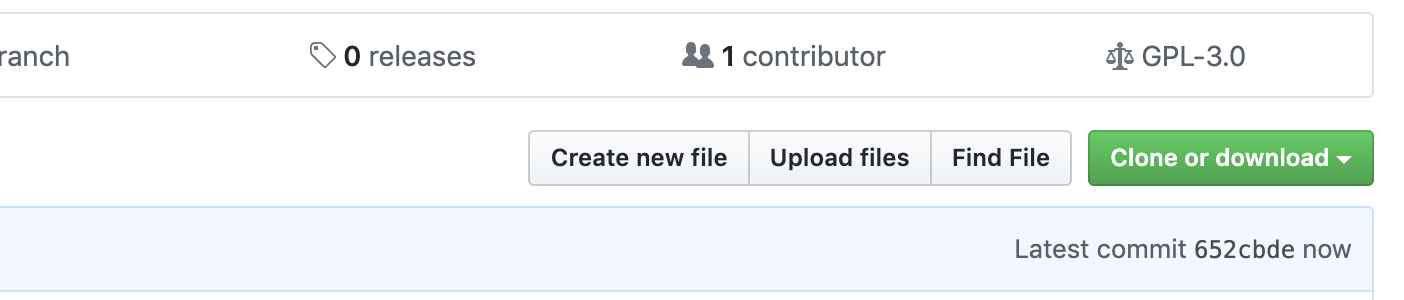 ranch 0 releases 1 contributor GPL-3.0
Create new file Upload files Find File Clone or download
Latest commit 652cbde now